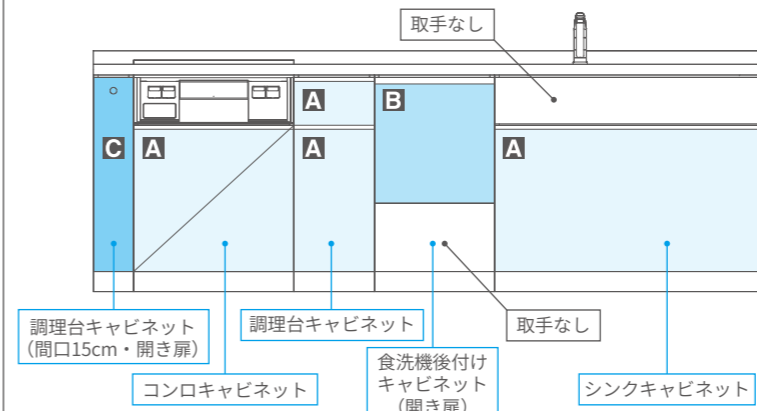 取手なし
A
B
C
A
A
A
調理台キャビネット
（間口15cm・開き扉）
調理台キャビネット
取手なし
コンロキャビネット
食洗機後付け
キャビネット
（開き扉）
シンクキャビネット